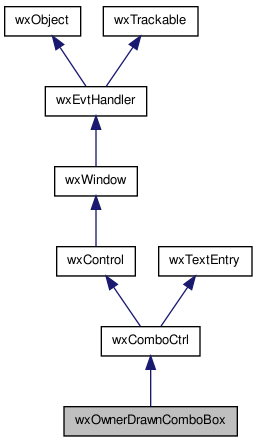 wxObject
wxTrackable
wxEvtHandler
wxWindow
wxControl
wxTextEntry
wxComboCtrl
wxOwnerDrawnComboBox